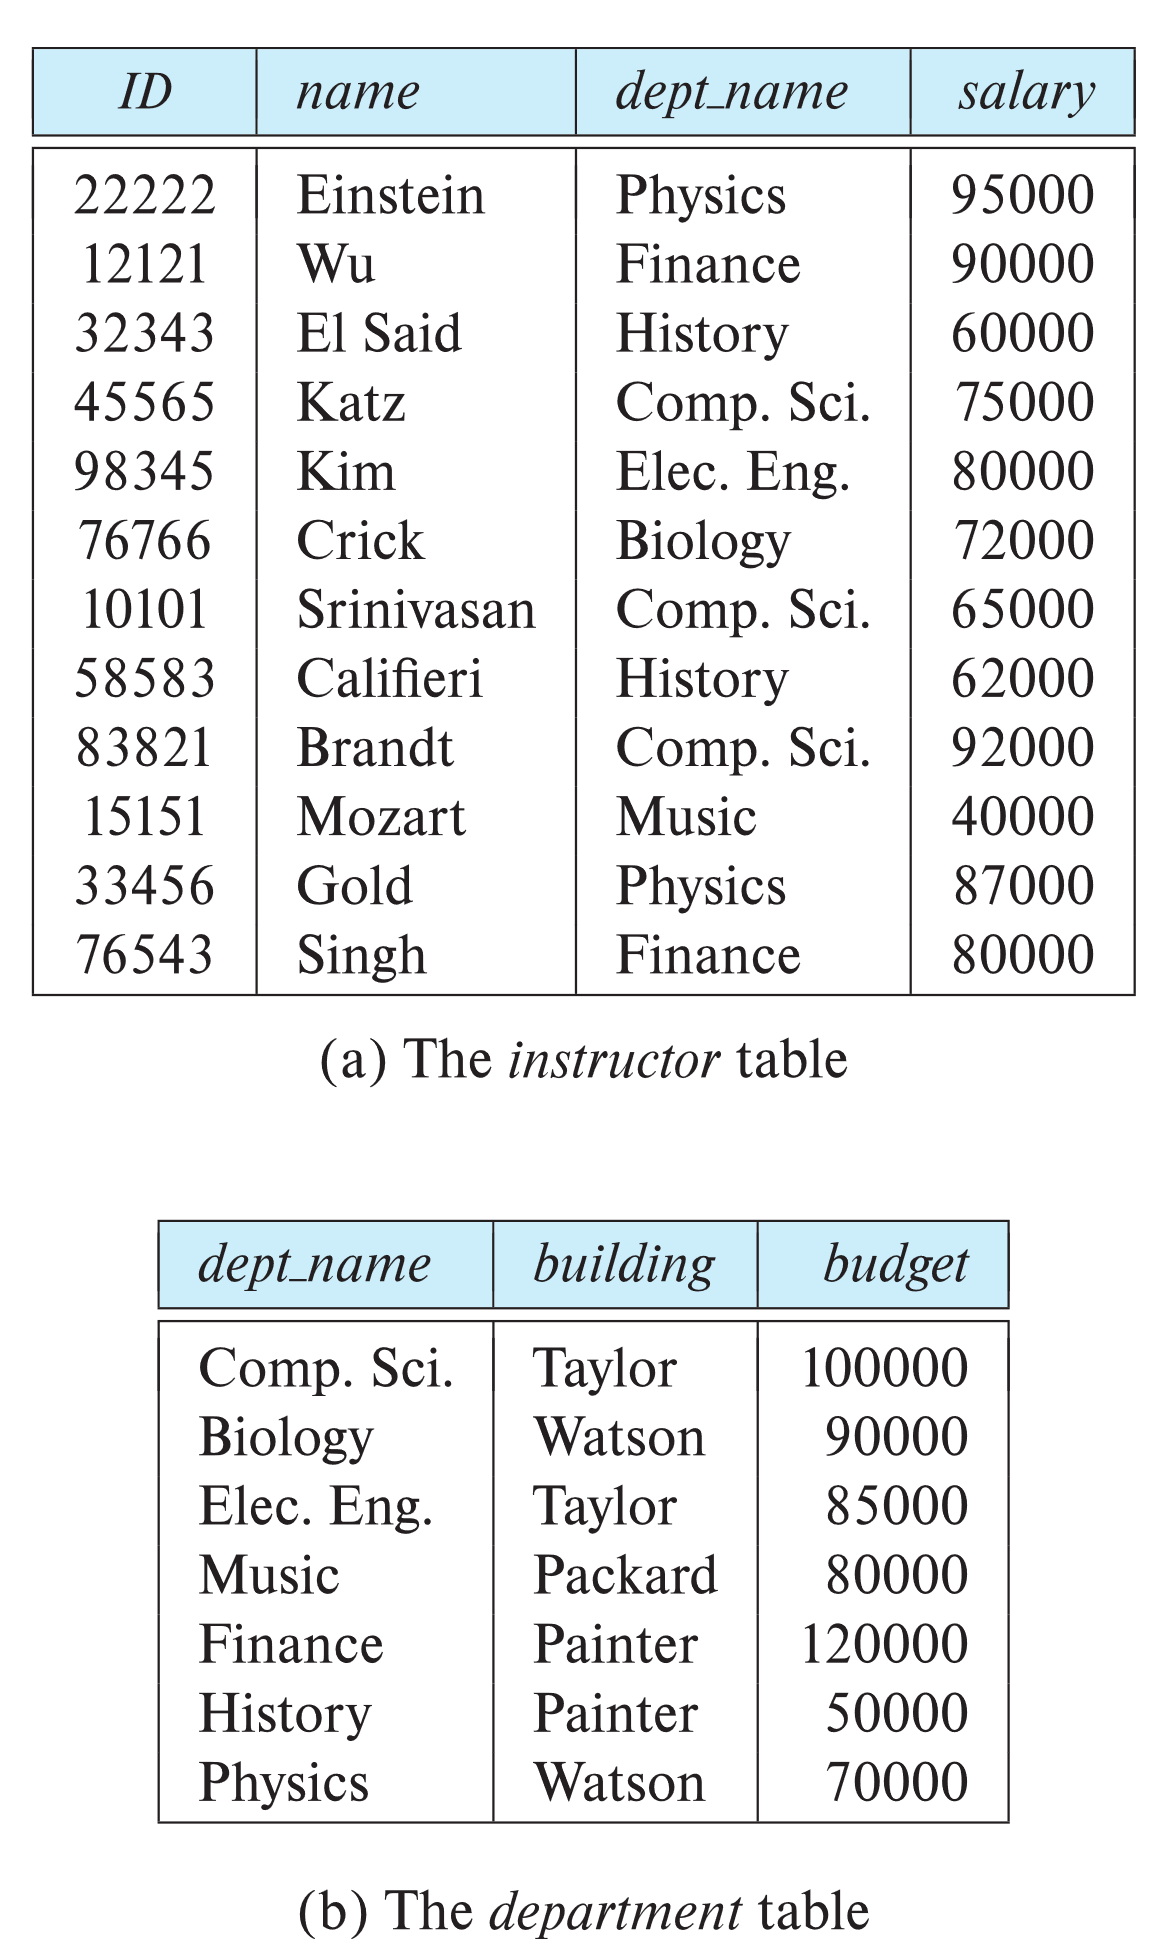 ID name dept_name salary
22222 Einstein Physics 95000
12121 Wu Finance 90000
32343 El Said History 60000
45565 Katz Comp. Sci. 75000
98345 Kim Elec. Eng. 80000
76766 Crick Biology 72000
10101 Srinivasan Comp. Sci. 65000
58583 Califieri History 62000
83821 Brandt Comp. Sci. 92000
15151 Mozart Music 40000
33456 Gold Physics 87000
76543 Singh Finance 80000
(a) The instructor table
dept_name building budget
Comp. Sci. Taylor 100000
Biology Watson 90000
Elec. Eng. Taylor 85000
Music Packard 80000
Finance Painter 120000
History Painter 50000
Physics Watson 70000
(b) The department table